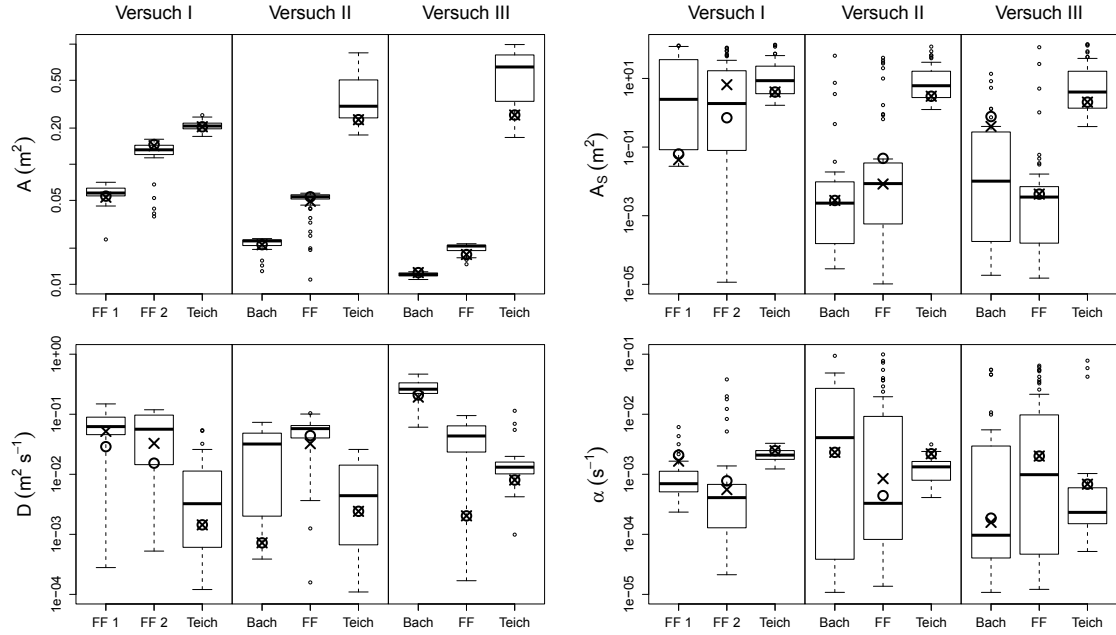 Versuch I Versuch II Versuch III
A (m²)
0.50
0.20
0.05
0.01
FF 1 FF 2 Teich Bach FF Teich Bach FF Teich
Versuch I Versuch II Versuch III
A_S (m²)
1e+01
1e-01
1e-03
1e-05
FF 1 FF 2 Teich Bach FF Teich Bach FF Teich
D (m² s⁻¹)
1e+00
1e-01
1e-02
1e-03
1e-04
FF 1 FF 2 Teich Bach FF Teich Bach FF Teich
α (s⁻¹)
1e-01
1e-02
1e-03
1e-04
1e-05
FF 1 FF 2 Teich Bach FF Teich Bach FF Teich